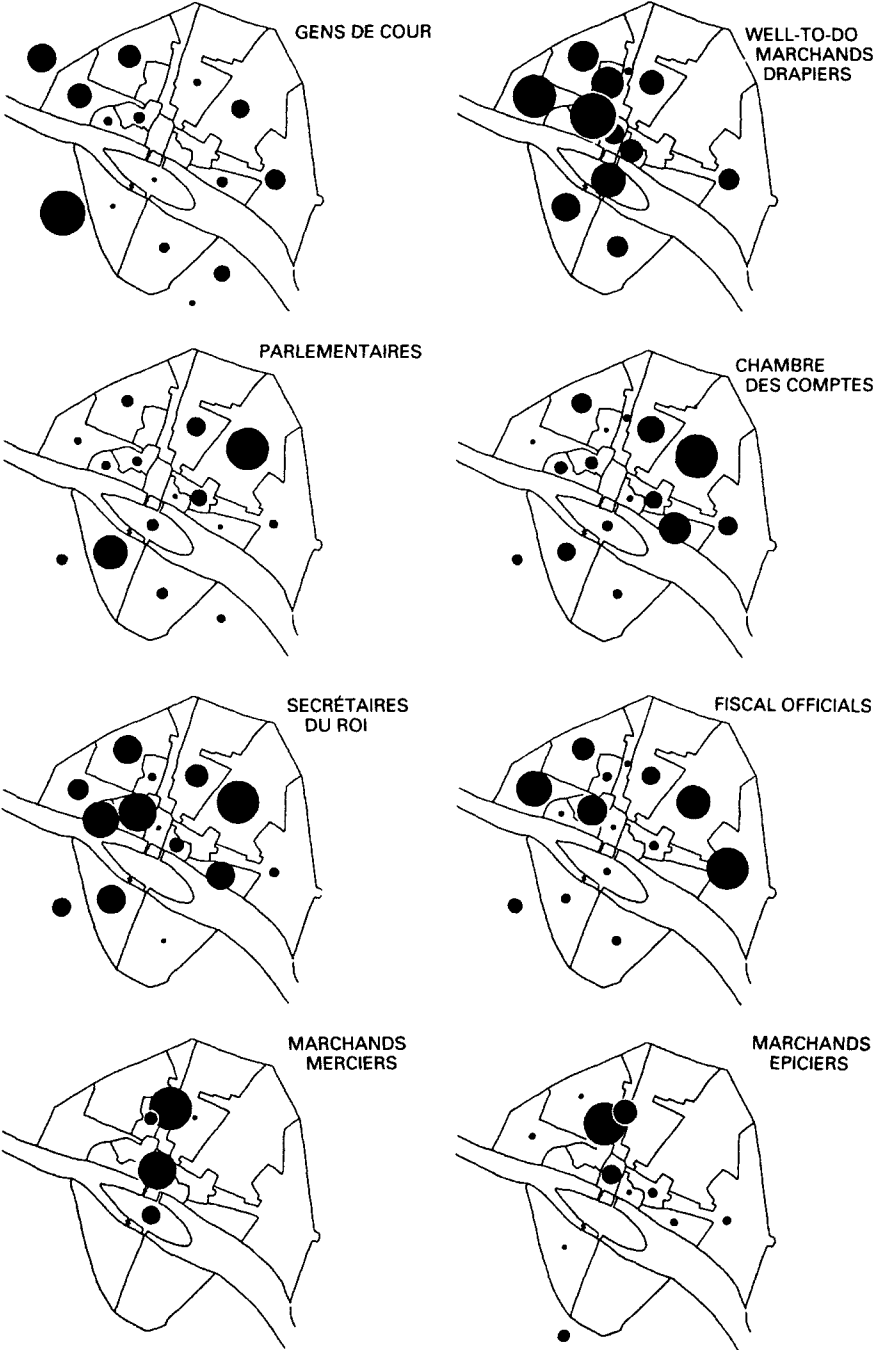 GENS DE COUR
WELL-TO-DO
MARCHANDS
DRAPIERS
PARLEMENTAIRES
CHAMBRE
DES COMPTES
SECRÉTAIRES
DU ROI
FISCAL OFFICIALS
MARCHANDS
MERCIERS
MARCHANDS
EPICIERS